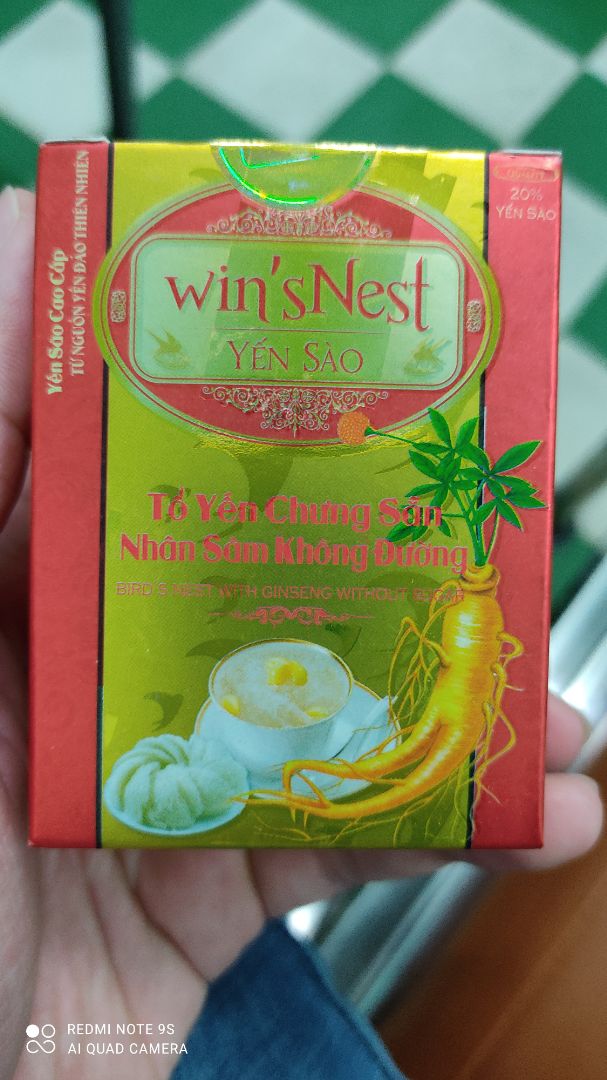 Yến Sào Cao Cấp
TỪ NGUỒN YẾN ĐẢO THIÊN NHIÊN
QUALITY
20%
YẾN SÀO
win'sNest
YẾN SÀO
Tổ Yến Chưng Sẵn
Nhân Sâm Không Đường
BIRD'S NEST WITH GINSENG WITHOUT SUGAR
REDMI NOTE 9S
AI QUAD CAMERA